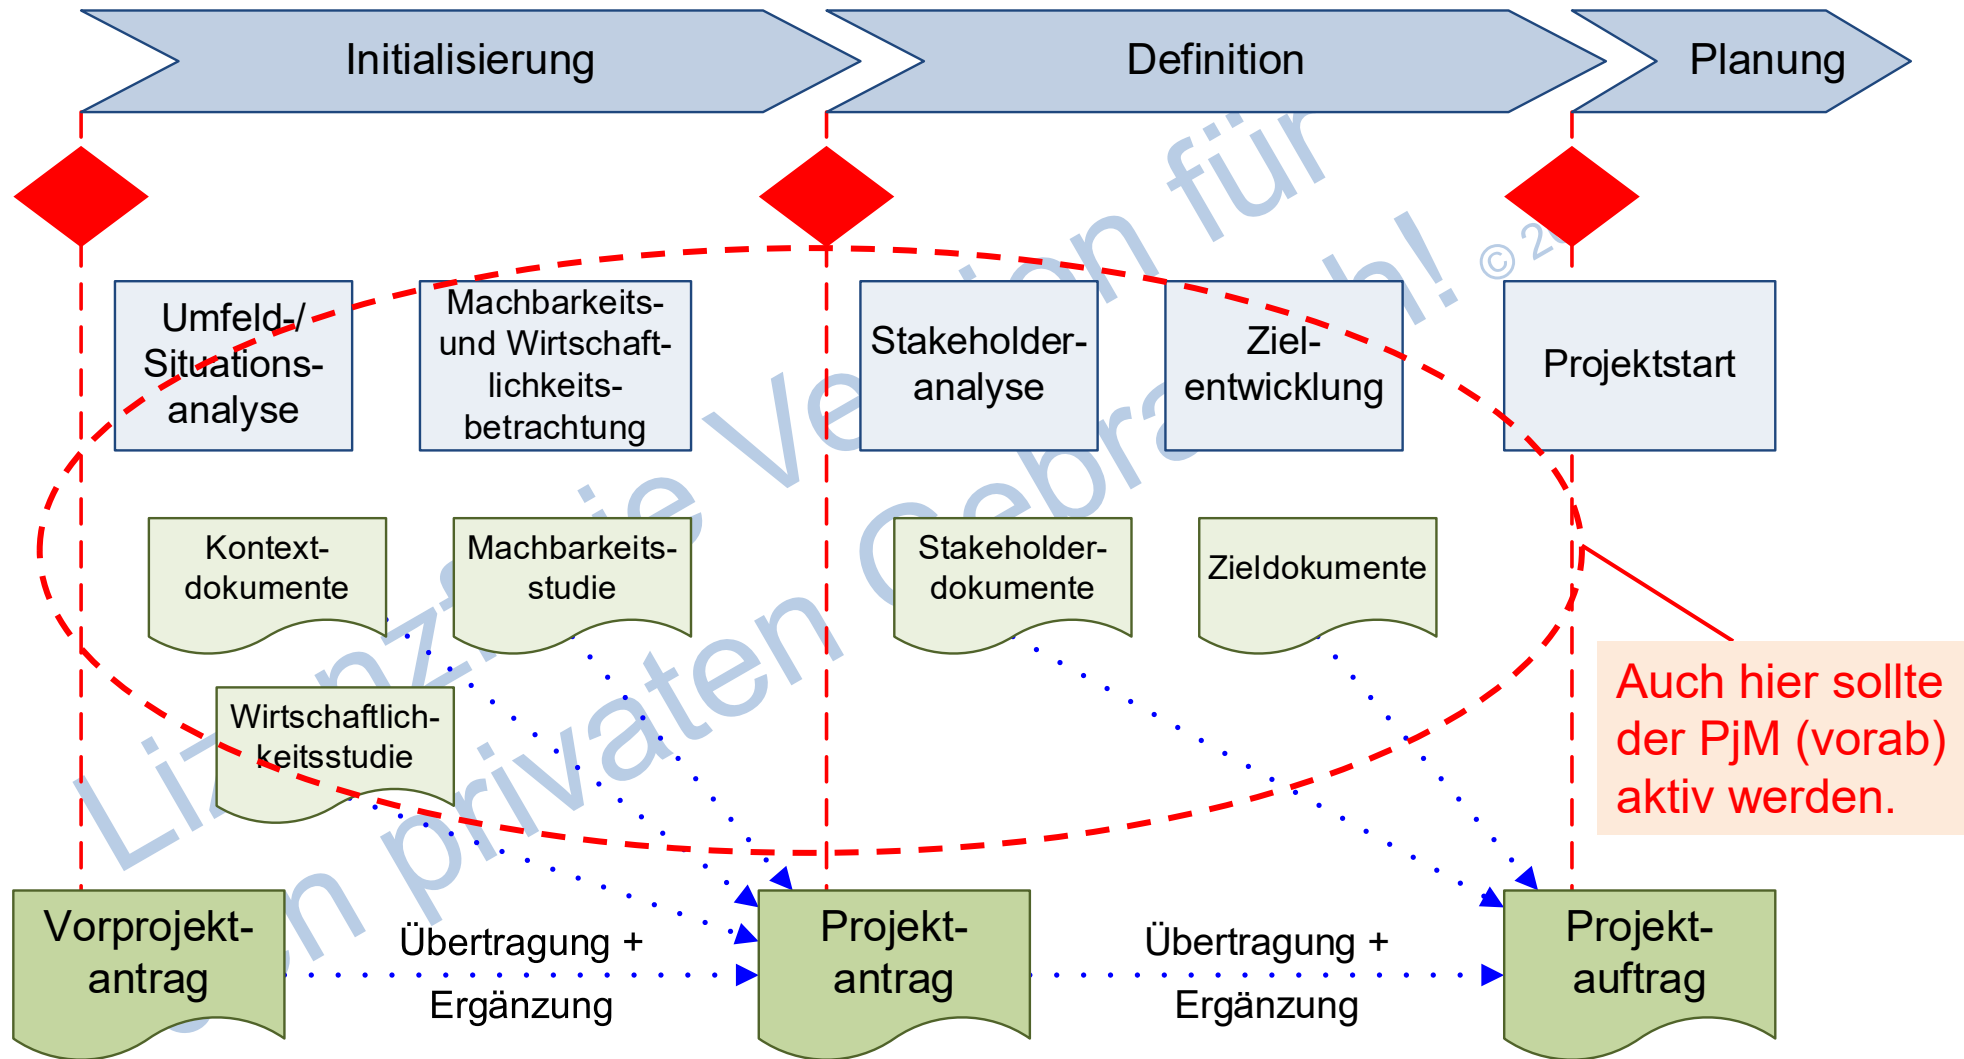 Initialisierung
Definition
Planung
Umfeld-/
Situations-
analyse
Machbarkeits-
und Wirtschaft-
lichkeits-
betrachtung
Stakeholder-
analyse
Ziel-
entwicklung
Projektstart
Kontext-
dokumente
Machbarkeits-
studie
Stakeholder-
dokumente
Zieldokumente
Wirtschaftlich-
keitsstudie
Auch hier sollte
der PjM (vorab)
aktiv werden.
Vorprojekt-
antrag
Übertragung +
Ergänzung
Projekt-
antrag
Übertragung +
Ergänzung
Projekt-
auftrag
für
privaten
©